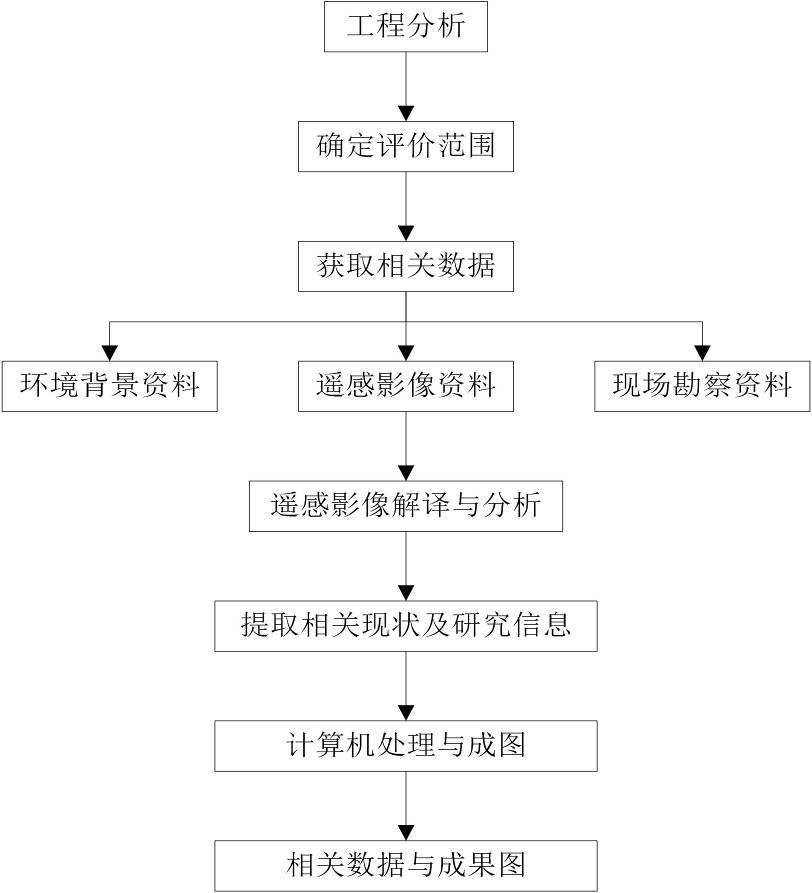 工程分析
确定评价范围
获取相关数据
环境背景资料
遥感影像资料
现场勘察资料
遥感影像解译与分析
提取相关现状及研究信息
计算机处理与成图
相关数据与成果图